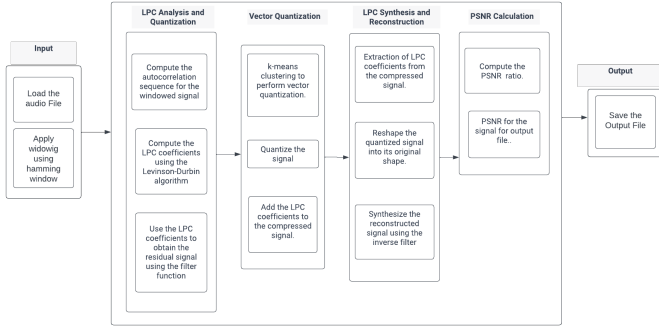 Input
Load the
audio File
Apply
widowig
using
hamming
window
LPC Analysis and
Quantization
Compute the
autocorrelation
sequence for the
windowed signal
Compute the
LPC coefficients
using the
Levinson-Durbin
algorithm
Use the LPC
coefficients to
obtain the
residual signal
using the filter
function
Vector Quantization
k-means
clustering to
perform vector
quantization.
Quantize the
signal
Add the LPC
coefficients to
the compressed
signal.
LPC Synthesis and
Reconstruction
Extraction of LPC
coefficients from
the compressed
signal.
Reshape the
quantized signal
into its original
shape.
Synthesize the
reconstructed
signal using the
inverse filter
PSNR Calculation
Compute the
PSNR ratio.
PSNR for the
signal for output
file..
Output
Save the
Output File